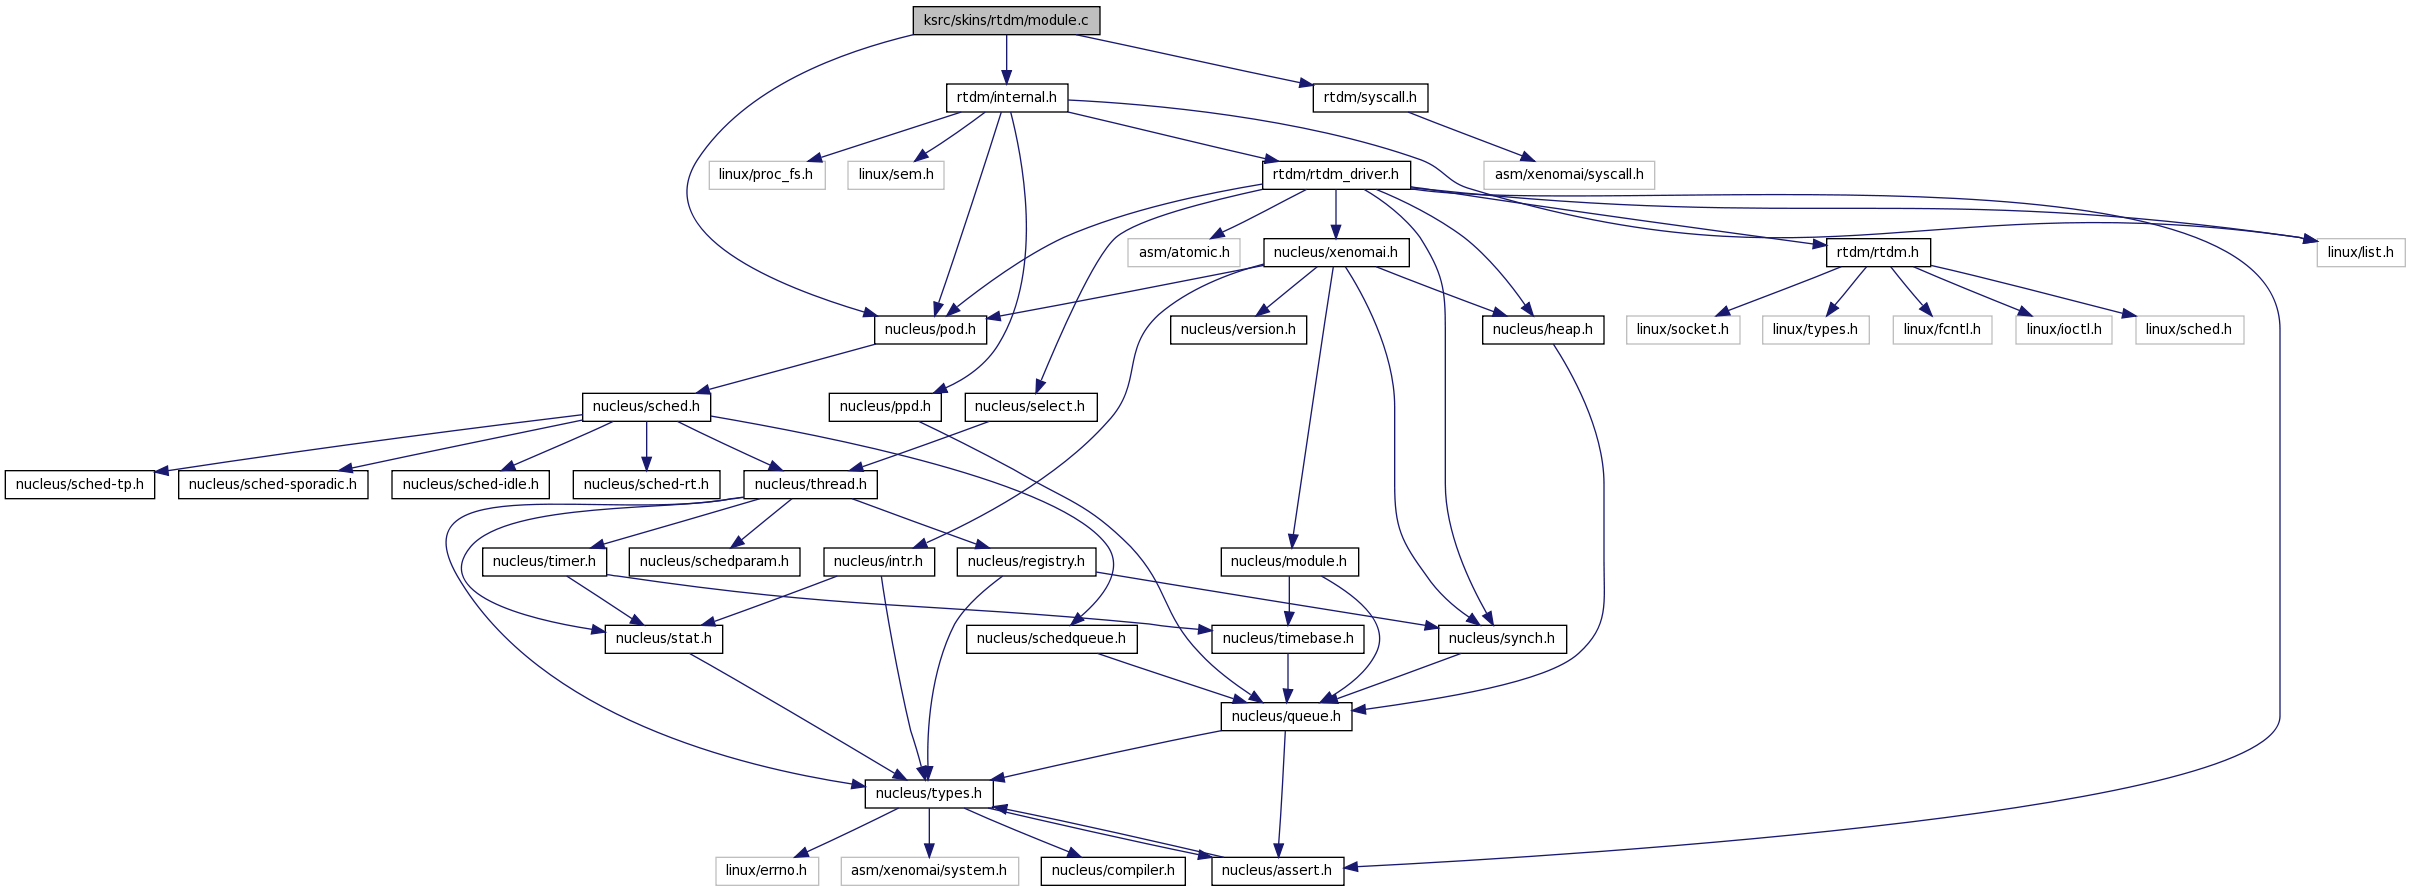 ksrc/skins/rtdm/module.c
rtdm/internal.h
rtdm/syscall.h
linux/proc_fs.h
linux/sem.h
rtdm/rtdm_driver.h
asm/xenomai/syscall.h
asm/atomic.h
nucleus/xenomai.h
rtdm/rtdm.h
linux/list.h
nucleus/pod.h
nucleus/version.h
nucleus/heap.h
linux/socket.h
linux/types.h
linux/fcntl.h
linux/ioctl.h
linux/sched.h
nucleus/sched.h
nucleus/ppd.h
nucleus/select.h
nucleus/sched-tp.h
nucleus/sched-sporadic.h
nucleus/sched-idle.h
nucleus/sched-rt.h
nucleus/thread.h
nucleus/timer.h
nucleus/schedparam.h
nucleus/intr.h
nucleus/registry.h
nucleus/module.h
nucleus/stat.h
nucleus/schedqueue.h
nucleus/timebase.h
nucleus/synch.h
nucleus/queue.h
nucleus/types.h
linux/errno.h
asm/xenomai/system.h
nucleus/compiler.h
nucleus/assert.h